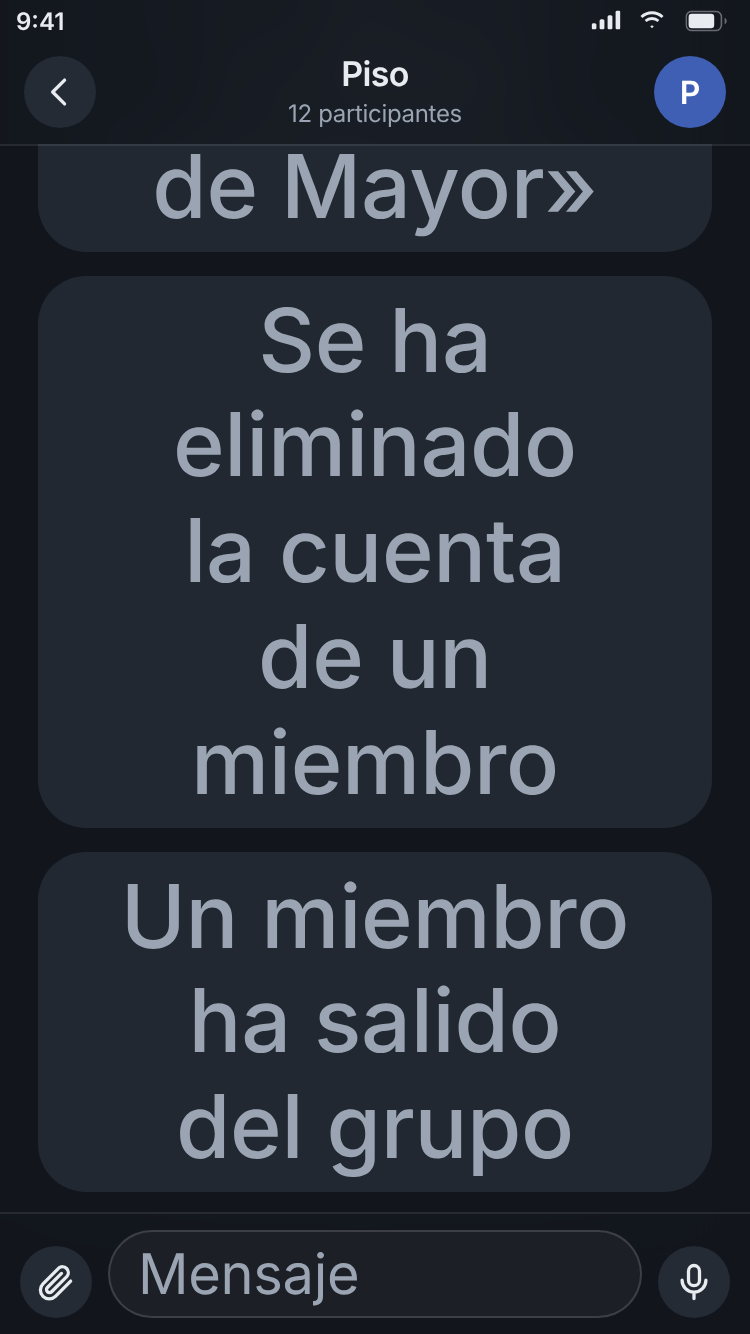 9:41
Piso
12 participantes
P
de Mayor»
Se ha
eliminado
la cuenta
de un
miembro
Un miembro
ha salido
del grupo
Mensaje